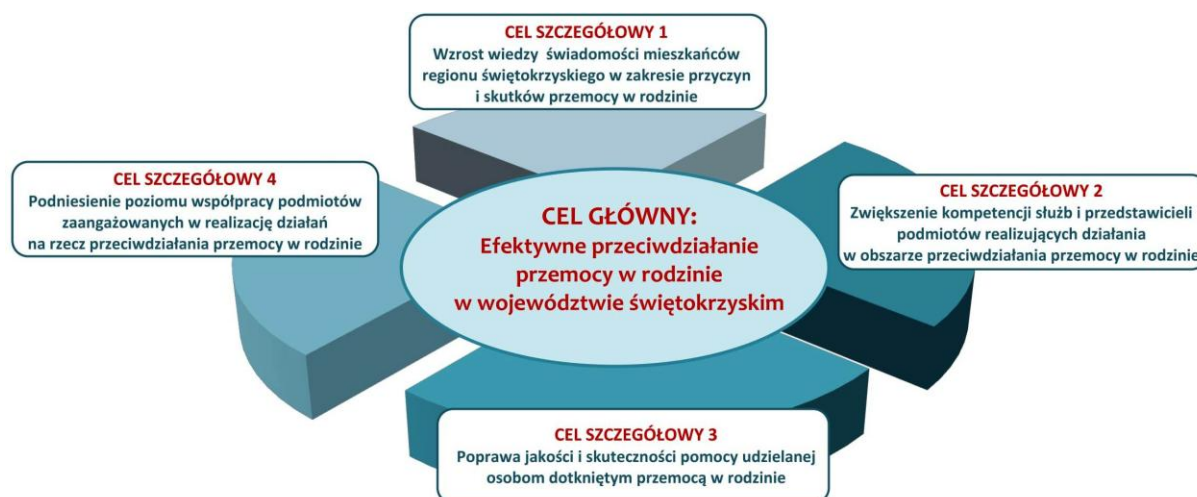 CEL SZCZEGÓŁOWY 1
Wzrost wiedzy świadomości mieszkańców
regionu świętokrzyskiego w zakresie przyczyn
i skutków przemocy w rodzinie
CEL SZCZEGÓŁOWY 4
Podniesienie poziomu współpracy podmiotów
zaangażowanych w realizację działań
na rzecz przeciwdziałania przemocy w rodzinie
CEL GŁÓWNY:
Efektywne przeciwdziałanie
przemocy w rodzinie
w województwie świętokrzyskim
CEL SZCZEGÓŁOWY 2
Zwiększenie kompetencji służb i przedstawicieli
podmiotów realizujących działania
w obszarze przeciwdziałania przemocy w rodzinie
CEL SZCZEGÓŁOWY 3
Poprawa jakości i skuteczności pomocy udzielanej
osobom dotkniętym przemocą w rodzinie